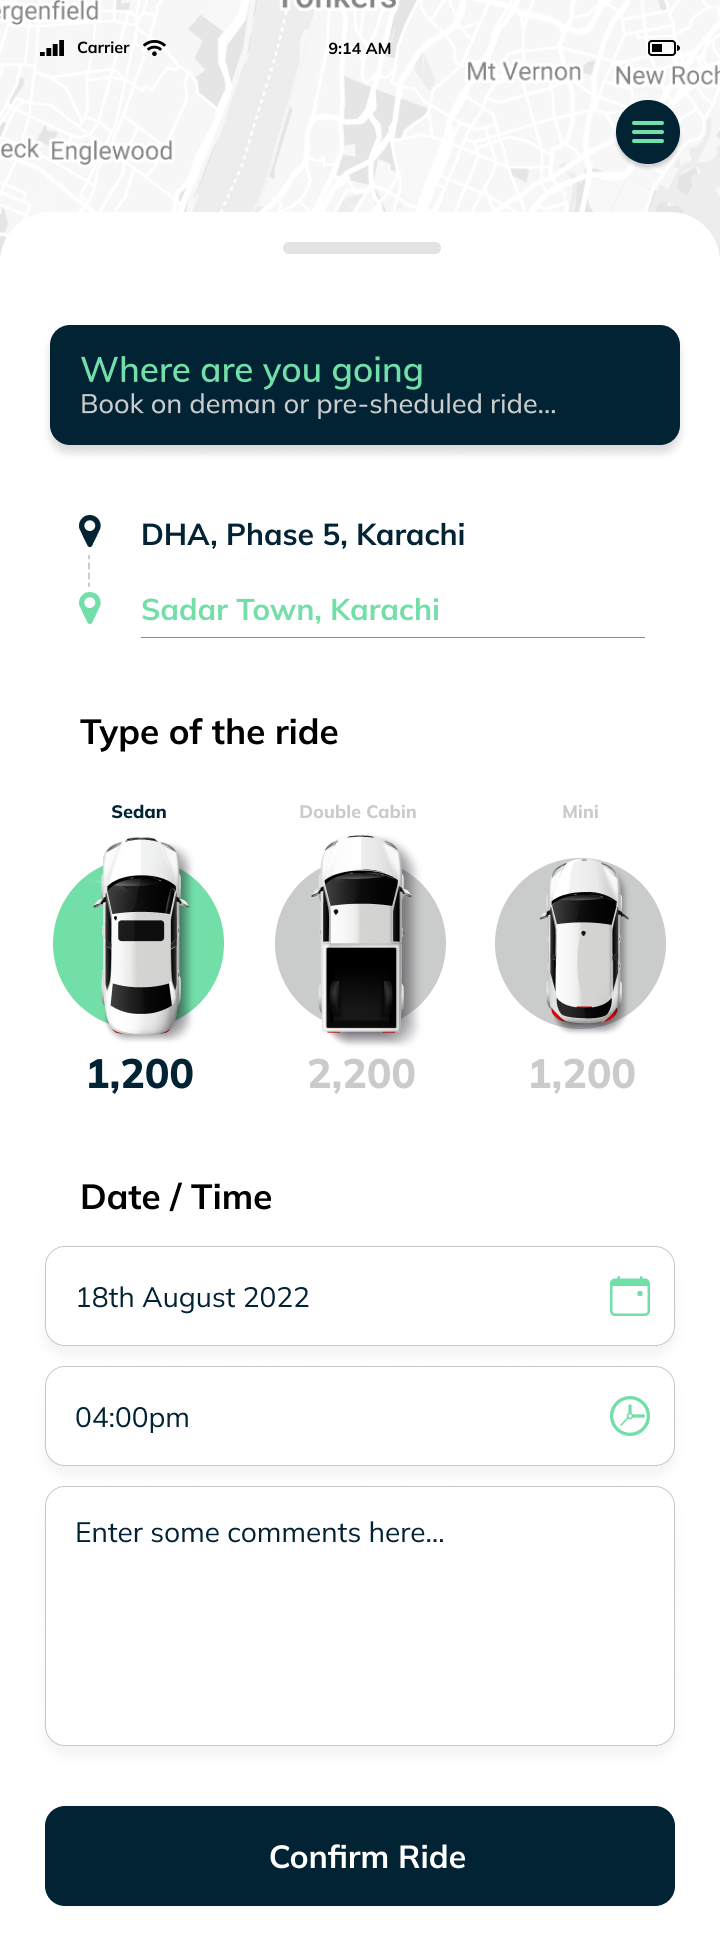 Yonkers
ergenfield
Carrier
9:14 AM
Mt Vernon
New Roch
eck
Englewood
Where are you going
Book on deman or pre-sheduled ride...
DHA, Phase 5, Karachi
Sadar Town, Karachi
Type of the ride
Sedan
Double Cabin
Mini
1,200
2,200
1,200
Date / Time
18th August 2022
04:00pm
Enter some comments here...
Confirm Ride